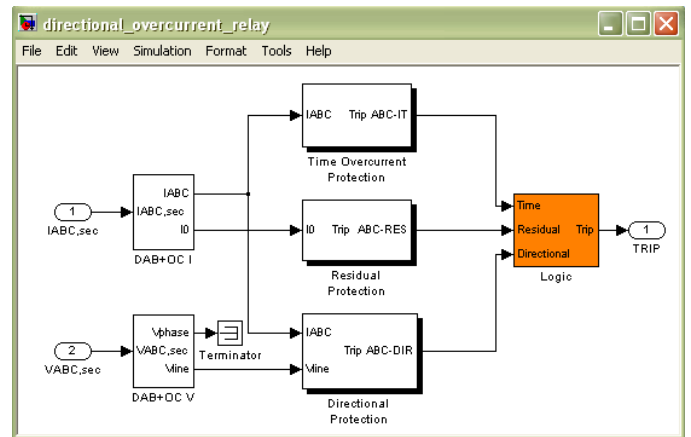 directional_overcurrent_relay
File Edit View Simulation Format Tools Help
IABC Trip ABC-IT
Time Overcurrent
Protection
IABC
1
IABC,sec
I0
IABC,sec
DAB+OC I
I0 Trip ABC-RES
Residual
Protection
Time
Residual Trip
Directional
Logic
1
TRIP
Vphase
2
VABC,sec
Vline
VABC,sec
DAB+OC V
Terminator
IABC
Trip ABC-DIR
Vline
Directional
Protection